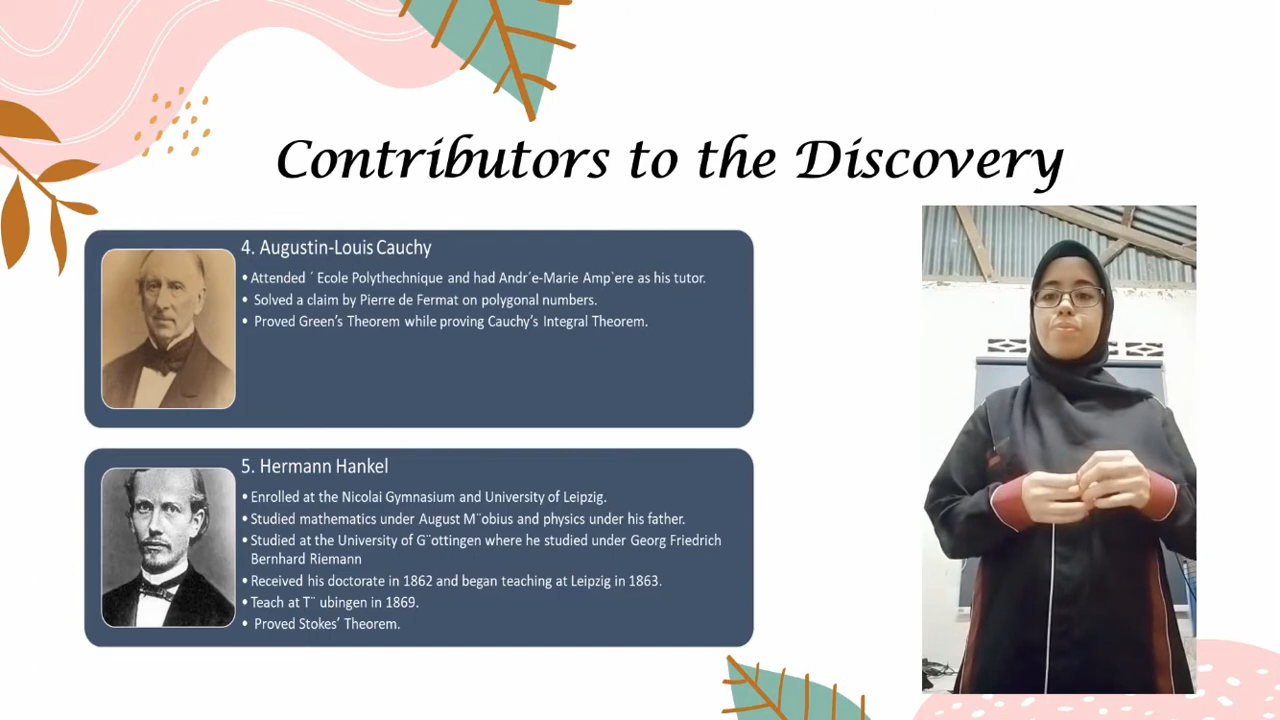 Contributors to the Discovery
4. Augustin-Louis Cauchy
• Attended ´ Ecole Polythechnique and had Andr´e-Marie Amp`ere as his tutor.
• Solved a claim by Pierre de Fermat on polygonal numbers.
• Proved Green's Theorem while proving Cauchy's Integral Theorem.
5. Hermann Hankel
• Enrolled at the Nicolai Gymnasium and University of Leipzig.
• Studied mathematics under August M¨obius and physics under his father.
• Studied at the University of G¨ottingen where he studied under Georg Friedrich
Bernhard Riemann
• Received his doctorate in 1862 and began teaching at Leipzig in 1863.
• Teach at T¨ ubingen in 1869.
• Proved Stokes' Theorem.